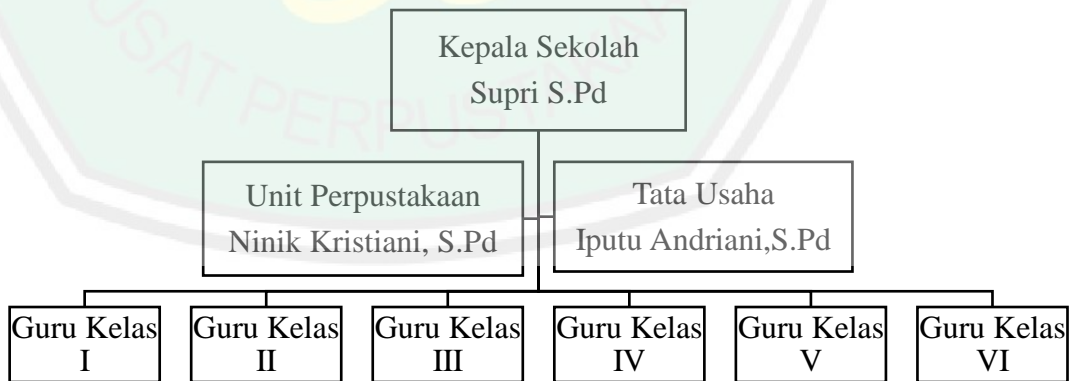 Kepala Sekolah
Supri S.Pd
Unit Perpustakaan
Ninik Kristiani, S.Pd
Tata Usaha
Iputu Andriani,S.Pd
Guru Kelas
I
Guru Kelas
II
Guru Kelas
III
Guru Kelas
IV
Guru Kelas
V
Guru Kelas
VI